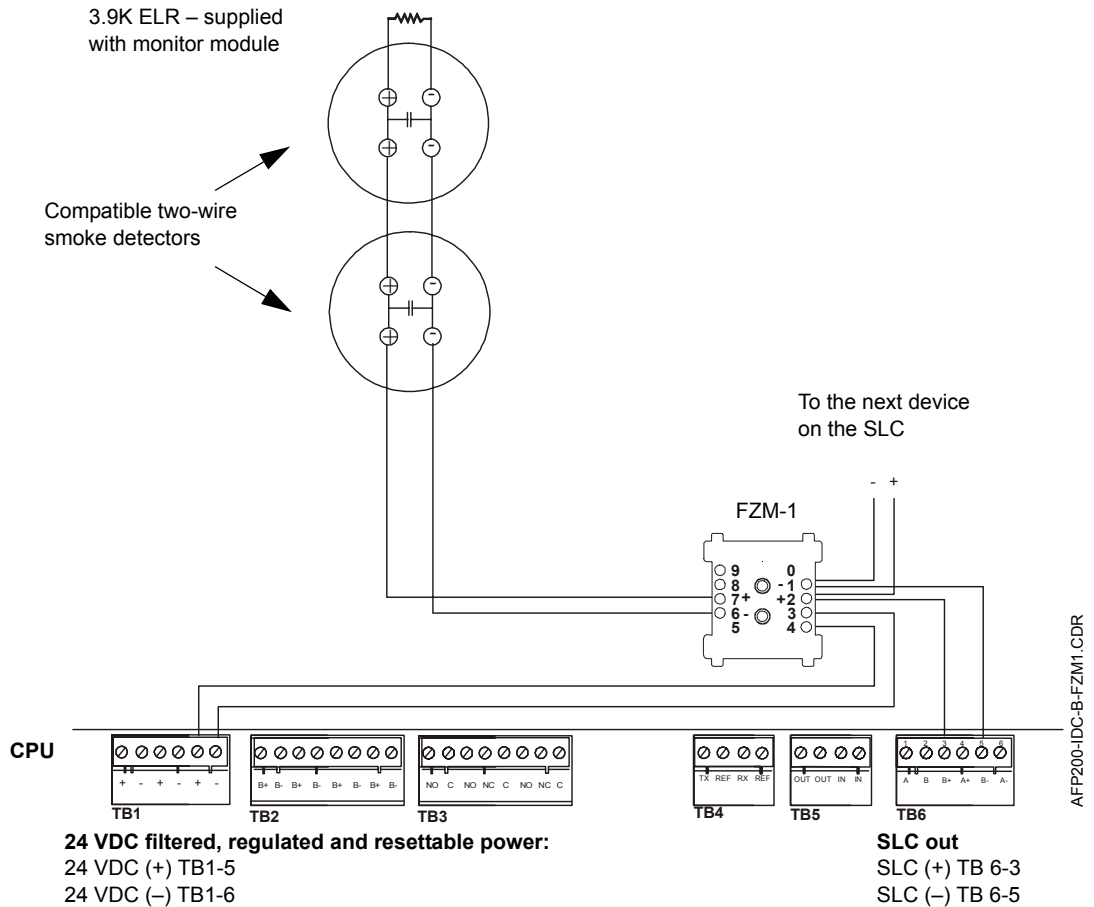 3.9K ELR – supplied
with monitor module
Compatible two-wire
smoke detectors
To the next device
on the SLC
- +
FZM-1
9 0
8 - 1
7 + + 2
6 - 3
5 4
CPU
+ - + - + -
TB1
B+ B- B+ B- B+ B- B+ B-
TB2
NO C NO NC C NO NC C
TB3
TX REF RX REF
TB4
OUT OUT IN IN
TB5
1 2 3 4 5 6
A B B+ A+ B- A-
TB6
24 VDC filtered, regulated and resettable power:
24 VDC (+) TB1-5
24 VDC (–) TB1-6
SLC out
SLC (+) TB 6-3
SLC (–) TB 6-5
AFP200-IDC-B-FZM1.CDR